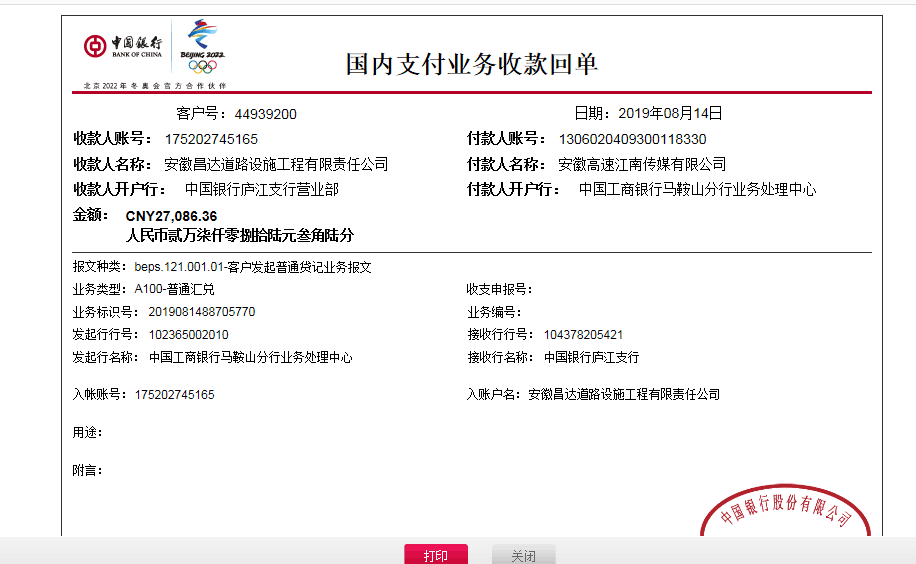 中国银行
BANK OF CHINA
BEIJING 2022
北京2022年冬奥会官方合作伙伴
国内支付业务收款回单
客户号：44939200 日期：2019年08月14日
收款人账号：175202745165 付款人账号：1306020409300118330
收款人名称：安徽昌达道路设施工程有限责任公司 付款人名称：安徽高速江南传媒有限公司
收款人开户行：中国银行庐江支行营业部 付款人开户行：中国工商银行马鞍山分行业务处理中心
金额：CNY27,086.36
人民币贰万柒仟零捌拾陆元叁角陆分
报文种类：beps.121.001.01-客户发起普通贷记业务报文
业务类型：A100-普通汇兑 收支申报号：
业务标识号：2019081488705770 业务编号：
发起行行号：102365002010 接收行行号：104378205421
发起行名称：中国工商银行马鞍山分行业务处理中心 接收行名称：中国银行庐江支行
入帐账号：175202745165 入账户名：安徽昌达道路设施工程有限责任公司
用途：
附言：
中国银行股份有限公司
打印 关闭